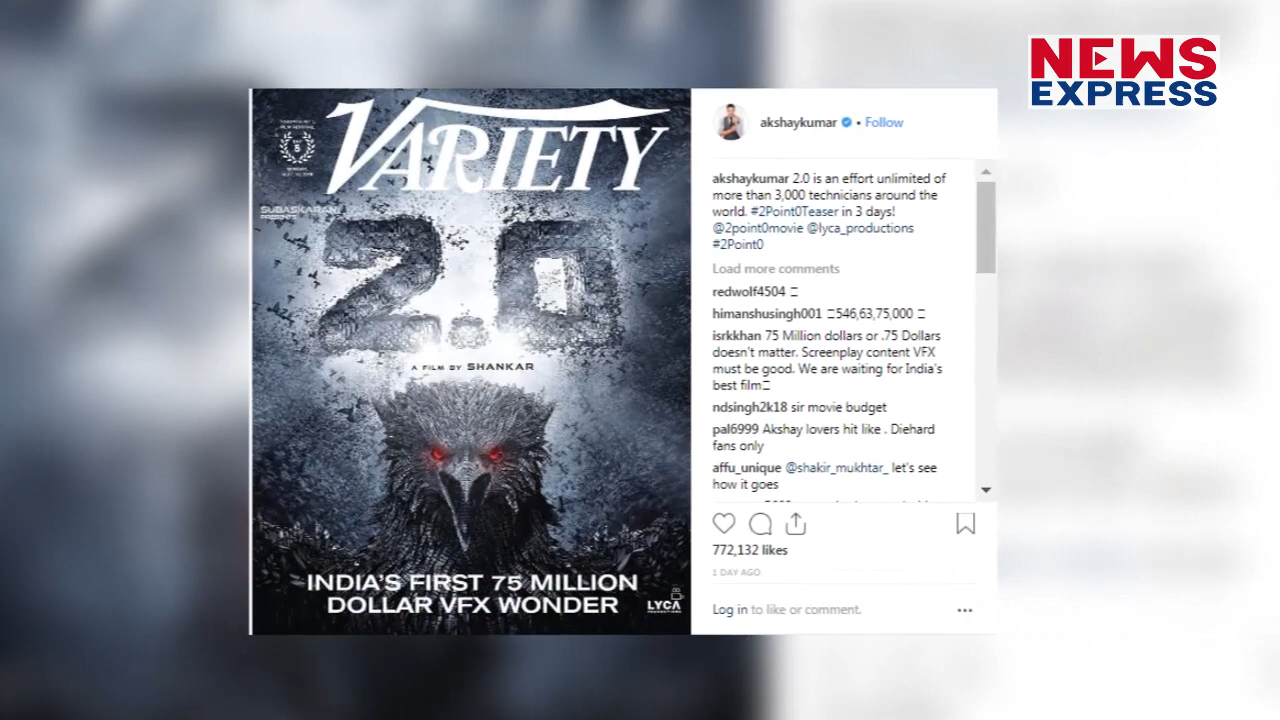 NEWS
EXPRESS
VARIETY
SUBASKARAN
PRESENTS
2.0
A FILM BY SHANKAR
INDIA'S FIRST 75 MILLION
DOLLAR VFX WONDER
LYCA
PRODUCTIONS
akshaykumar • Follow
akshaykumar 2.0 is an effort unlimited of
more than 3,000 technicians around the
world. #2Point0Teaser in 3 days!
@2point0movie @lyca_productions
#2Point0
Load more comments
redwolf4504
himanshusingh001 546,63,75,000
isrkkhan 75 Million dollars or .75 Dollars
doesn't matter. Screenplay content VFX
must be good. We are waiting for India's
best film
ndsingh2k18 sir movie budget
pal6999 Akshay lovers hit like . Diehard
fans only
affu_unique @shakir_mukhtar_ let's see
how it goes
772,132 likes
1 DAY AGO
Log in to like or comment.